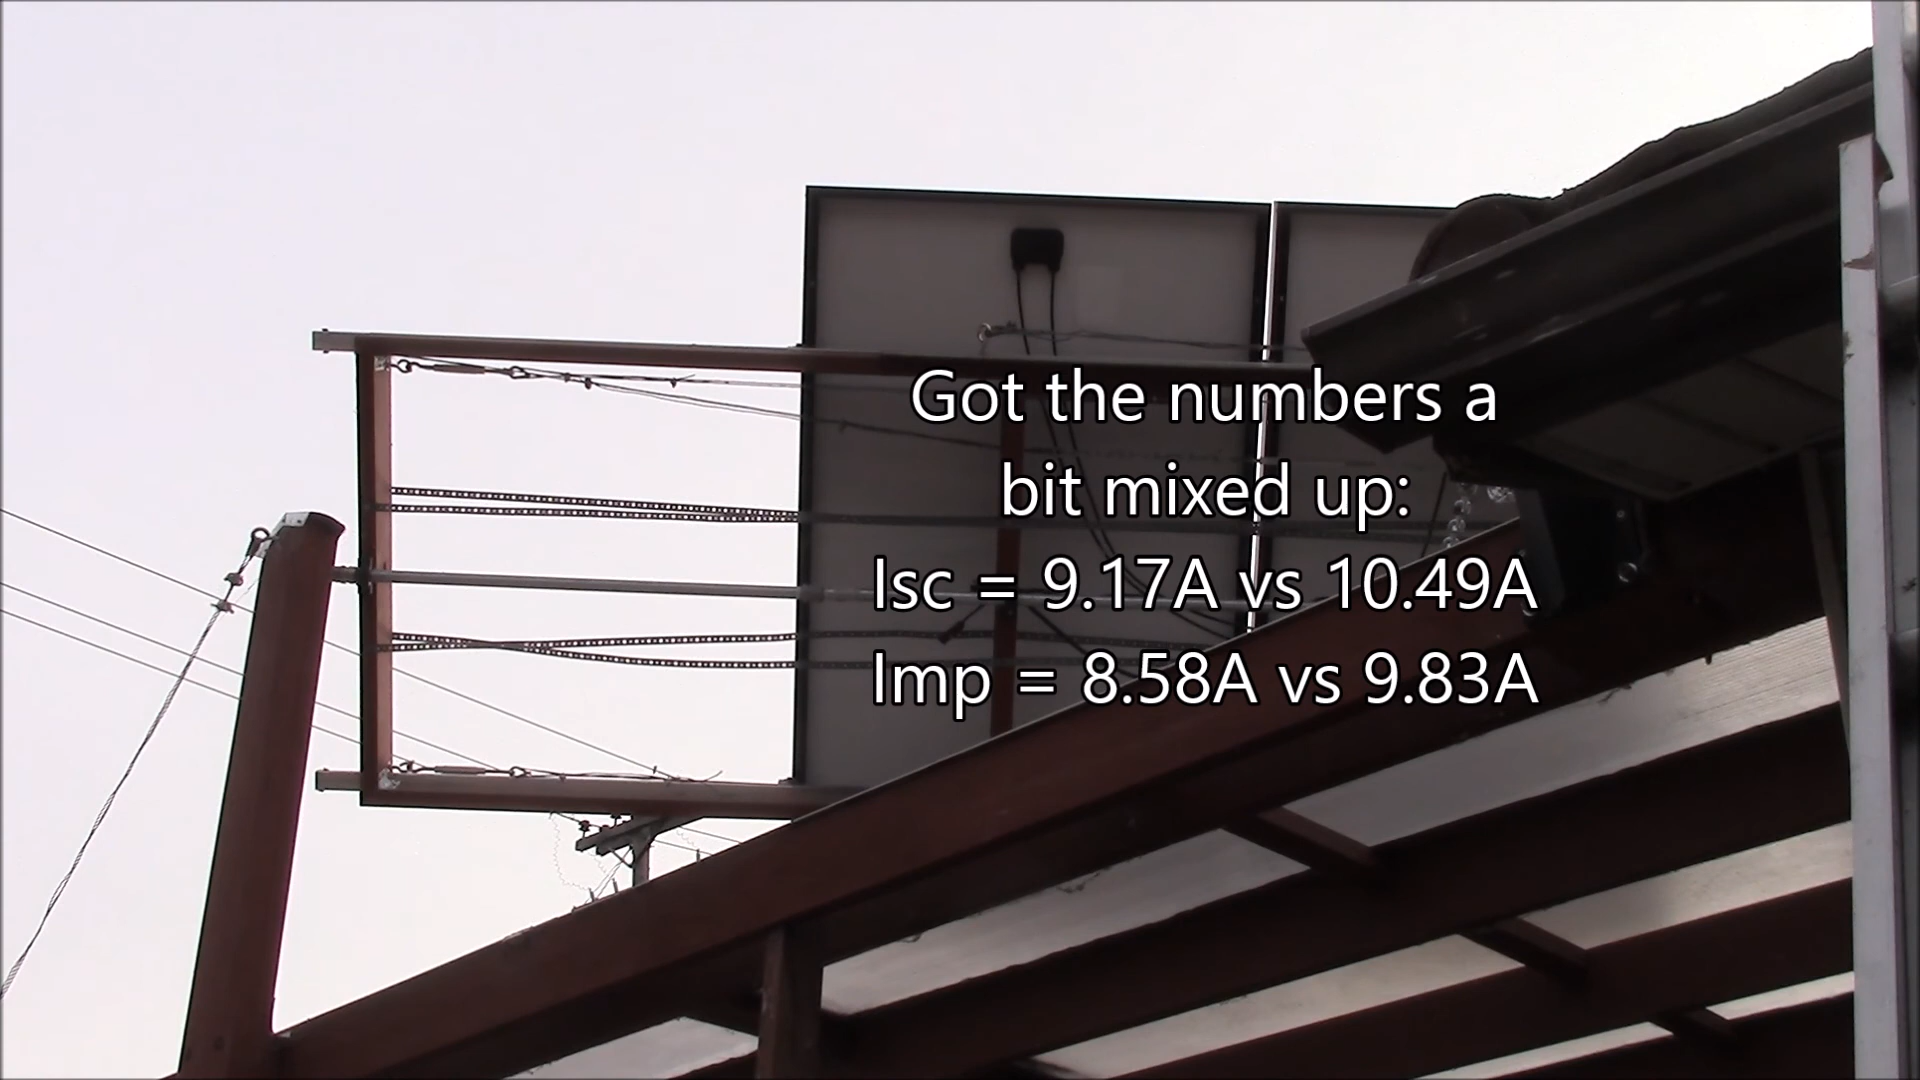 Got the numbers a
bit mixed up:
Isc = 9.17A vs 10.49A
Imp = 8.58A vs 9.83A